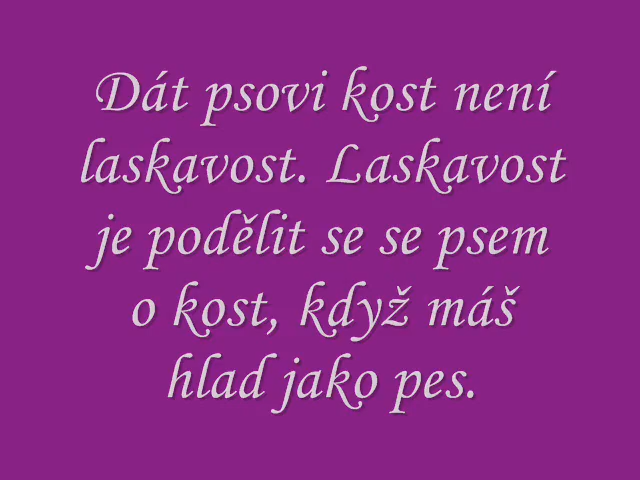 Dát psovi kost není
laskavost. Laskavost
je podělit se se psem
o kost, když máš
hlad jako pes.